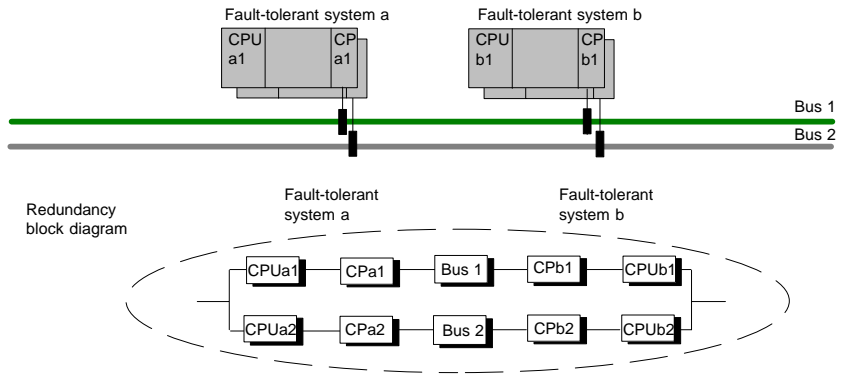 Fault-tolerant system a
Fault-tolerant system b
CPU
a1
CP
a1
CPU
b1
CP
b1
Bus 1
Bus 2
Redundancy
block diagram
Fault-tolerant
system a
Fault-tolerant
system b
CPUa1
CPa1
Bus 1
CPb1
CPUb1
CPUa2
CPa2
Bus 2
CPb2
CPUb2